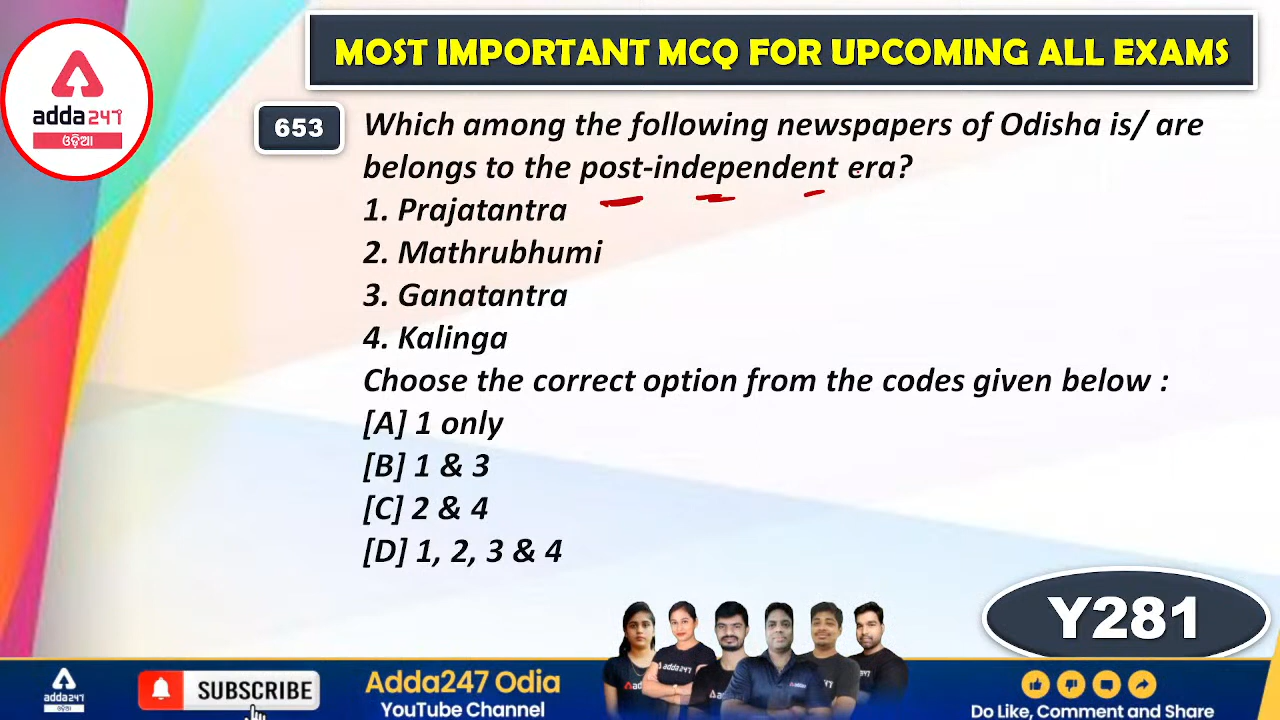 MOST IMPORTANT MCQ FOR UPCOMING ALL EXAMS
adda247
ଓଡ଼ିଆ
653
Which among the following newspapers of Odisha is/ are
belongs to the post-independent era?
1. Prajatantra
2. Mathrubhumi
3. Ganatantra
4. Kalinga
Choose the correct option from the codes given below :
[A] 1 only
[B] 1 & 3
[C] 2 & 4
[D] 1, 2, 3 & 4
Y281
adda247
SUBSCRIBE
Adda247 Odia
YouTube Channel
adda247
Do Like, Comment and Share